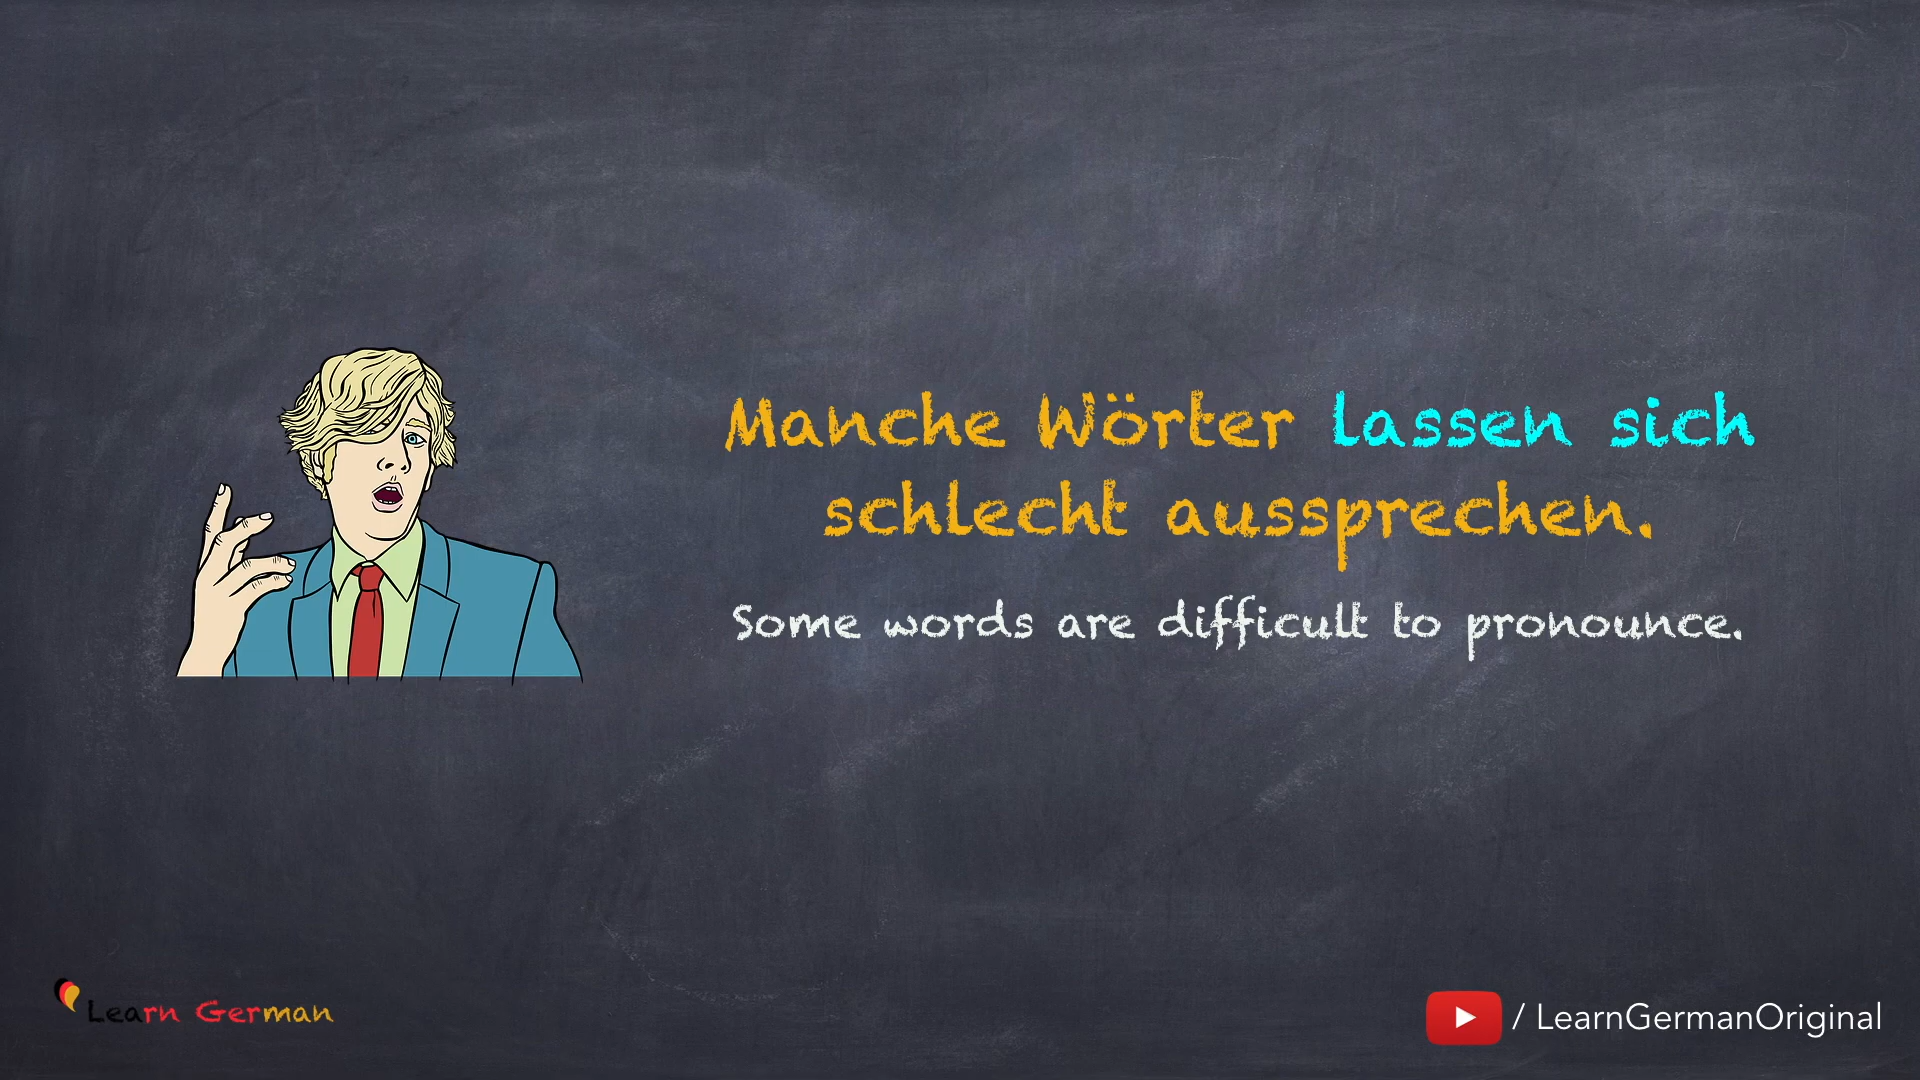 Manche Wörter lassen sich
schlecht aussprechen.
Some words are difficult to pronounce.
Learn German
/ LearnGermanOriginal